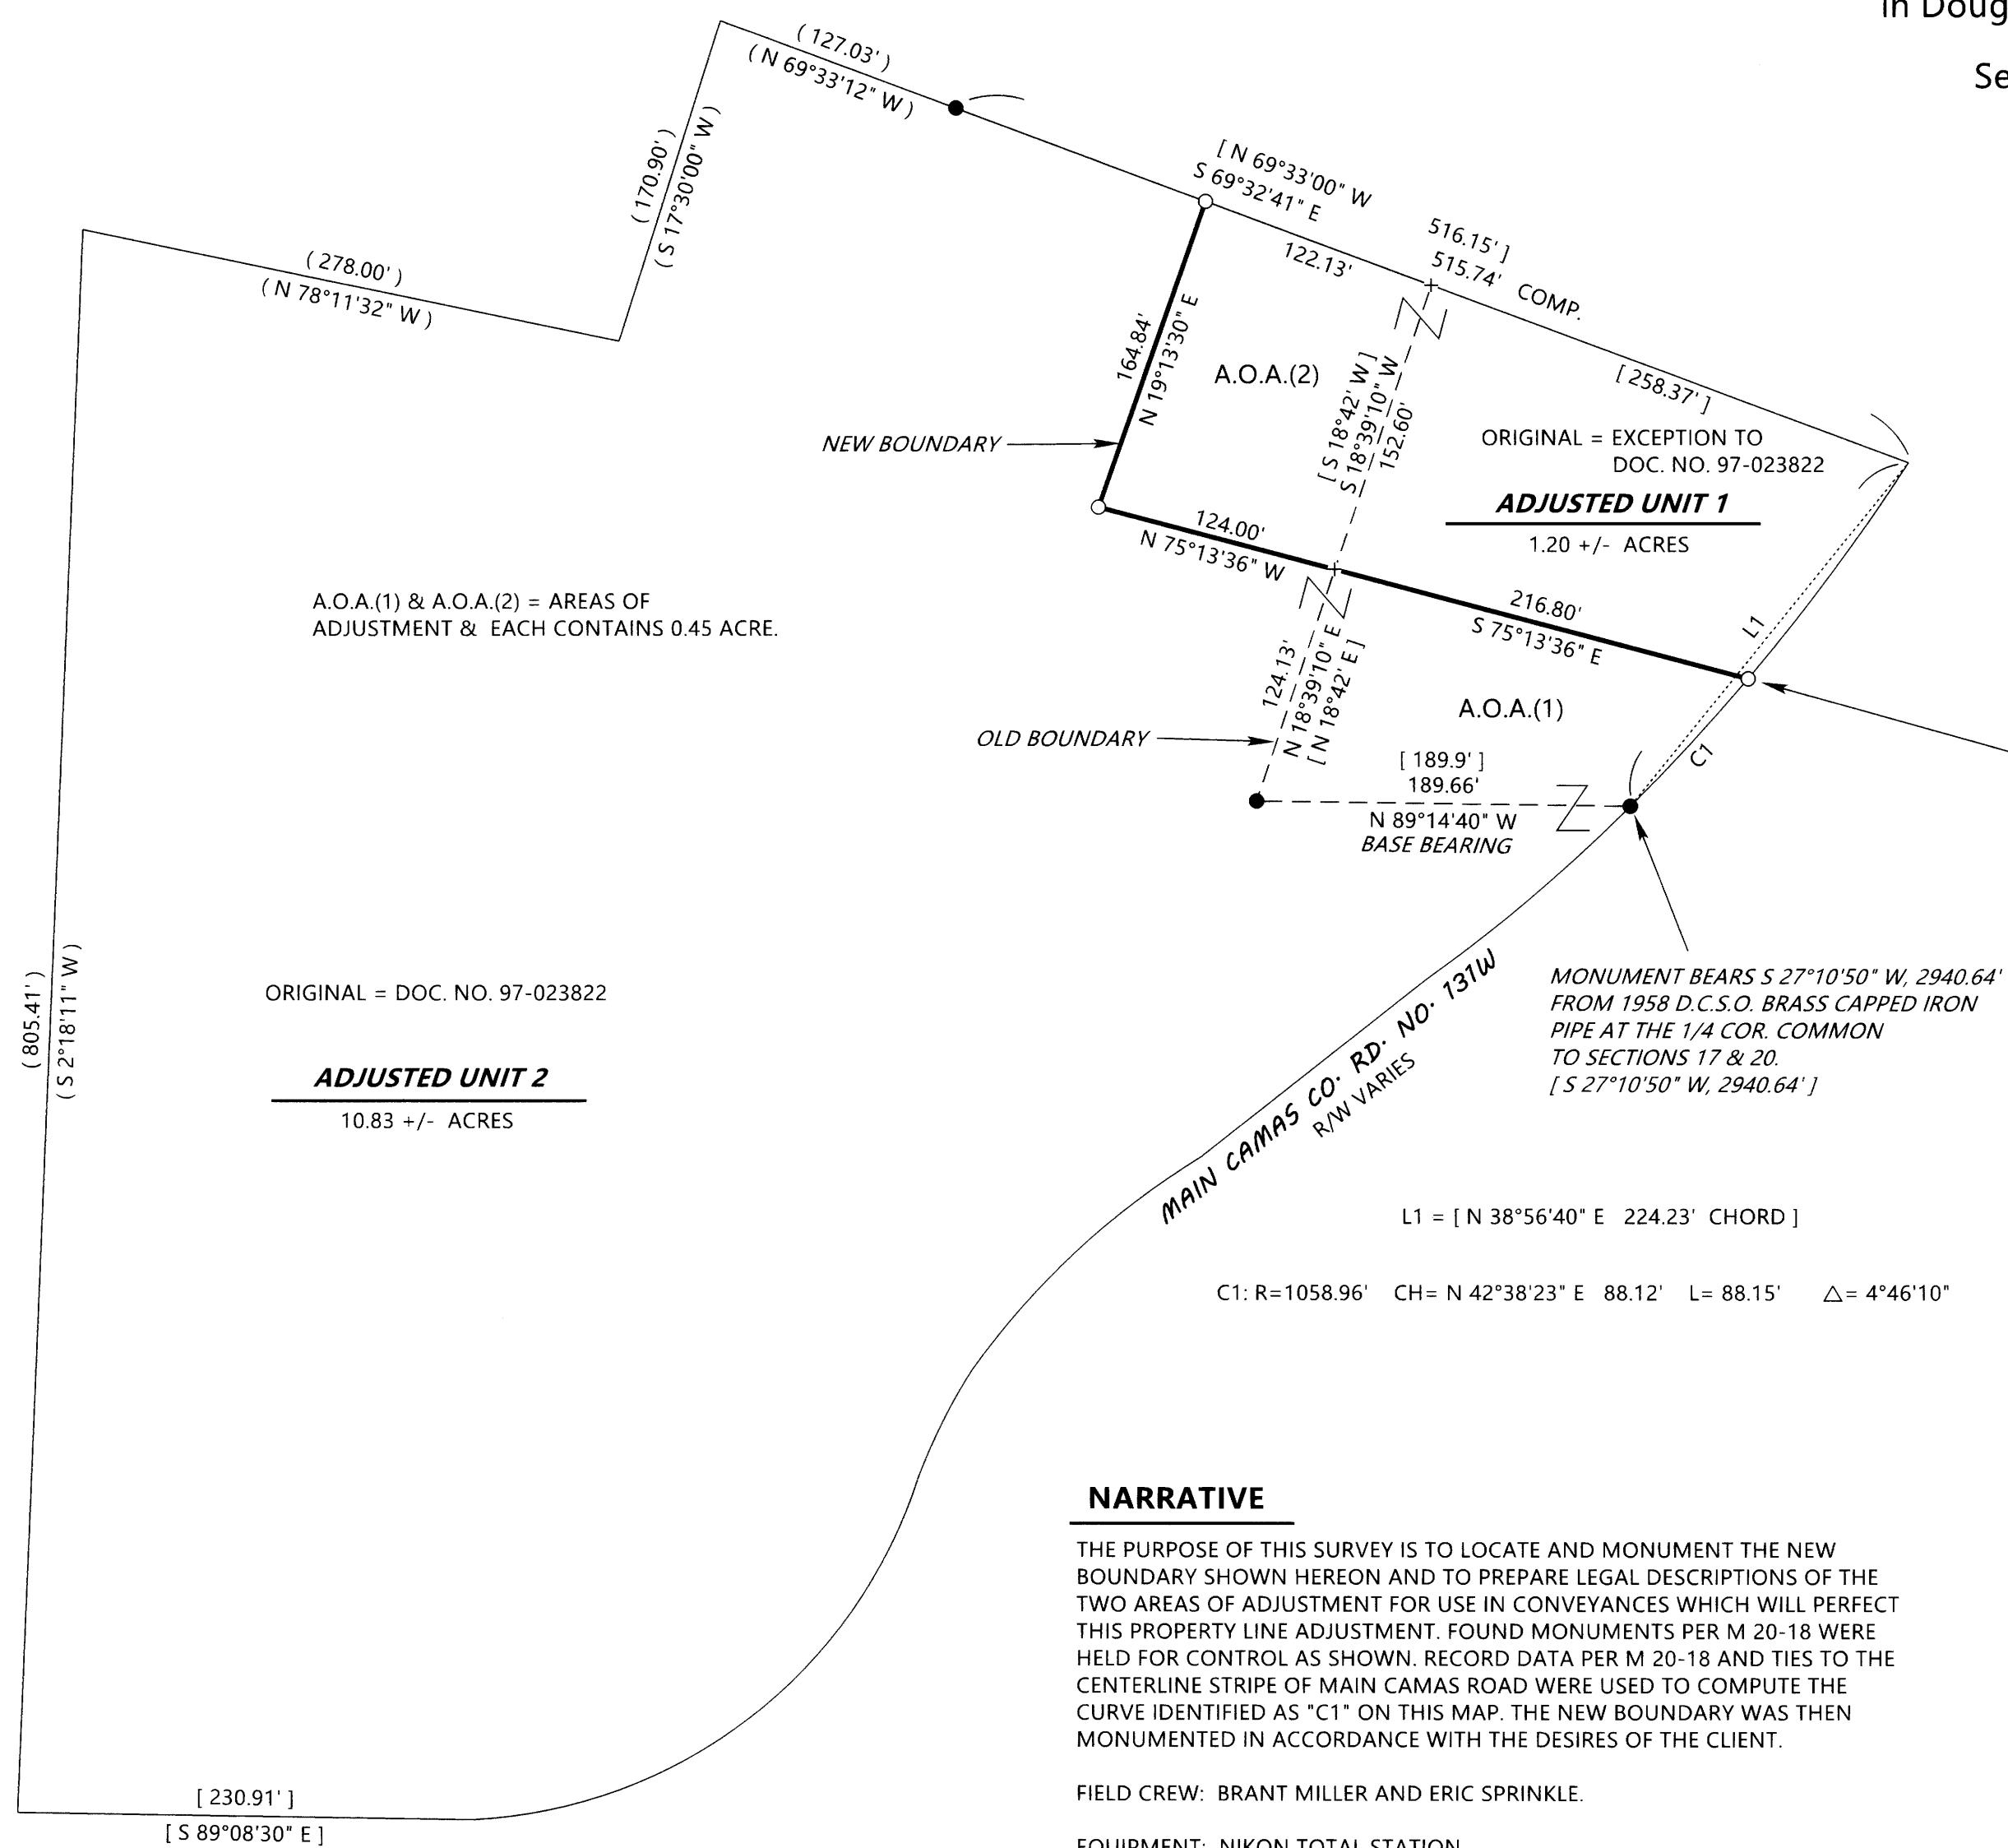 in Doug
Se
( 127.03' )
( N 69°33'12" W )
( 170.90' )
( S 17°30'00" W )
( 278.00' )
( N 78°11'32" W )
[ N 69°33'00" W
S 69°32'41" E
516.15' ]
515.74' COMP.
122.13'
[ 258.37' ]
164.84'
N 19°13'30" E
A.O.A.(2)
[ S 18°42' W ]
S 18°39'10" W
152.60'
NEW BOUNDARY
ORIGINAL = EXCEPTION TO
DOC. NO. 97-023822
ADJUSTED UNIT 1
1.20 +/- ACRES
124.00'
N 75°13'36" W
216.80'
S 75°13'36" E
L1
A.O.A.(1) & A.O.A.(2) = AREAS OF
ADJUSTMENT & EACH CONTAINS 0.45 ACRE.
124.13'
N 18°39'10" E
[ N 18°42' E ]
A.O.A.(1)
OLD BOUNDARY
C1
[ 189.9' ]
189.66'
N 89°14'40" W
BASE BEARING
MONUMENT BEARS S 27°10'50" W, 2940.64'
FROM 1958 D.C.S.O. BRASS CAPPED IRON
PIPE AT THE 1/4 COR. COMMON
TO SECTIONS 17 & 20.
[ S 27°10'50" W, 2940.64' ]
( 805.41' )
( S 2°18'11" W )
ORIGINAL = DOC. NO. 97-023822
ADJUSTED UNIT 2
10.83 +/- ACRES
MAIN CAMAS CO. RD. NO. 131W
R/W VARIES
L1 = [ N 38°56'40" E 224.23' CHORD ]
C1: R=1058.96' CH= N 42°38'23" E 88.12' L= 88.15' △= 4°46'10"
NARRATIVE
THE PURPOSE OF THIS SURVEY IS TO LOCATE AND MONUMENT THE NEW
BOUNDARY SHOWN HEREON AND TO PREPARE LEGAL DESCRIPTIONS OF THE
TWO AREAS OF ADJUSTMENT FOR USE IN CONVEYANCES WHICH WILL PERFECT
THIS PROPERTY LINE ADJUSTMENT. FOUND MONUMENTS PER M 20-18 WERE
HELD FOR CONTROL AS SHOWN. RECORD DATA PER M 20-18 AND TIES TO THE
CENTERLINE STRIPE OF MAIN CAMAS ROAD WERE USED TO COMPUTE THE
CURVE IDENTIFIED AS "C1" ON THIS MAP. THE NEW BOUNDARY WAS THEN
MONUMENTED IN ACCORDANCE WITH THE DESIRES OF THE CLIENT.
FIELD CREW: BRANT MILLER AND ERIC SPRINKLE.
EQUIPMENT: NIKON TOTAL STATION
[ 230.91' ]
[ S 89°08'30" E ]